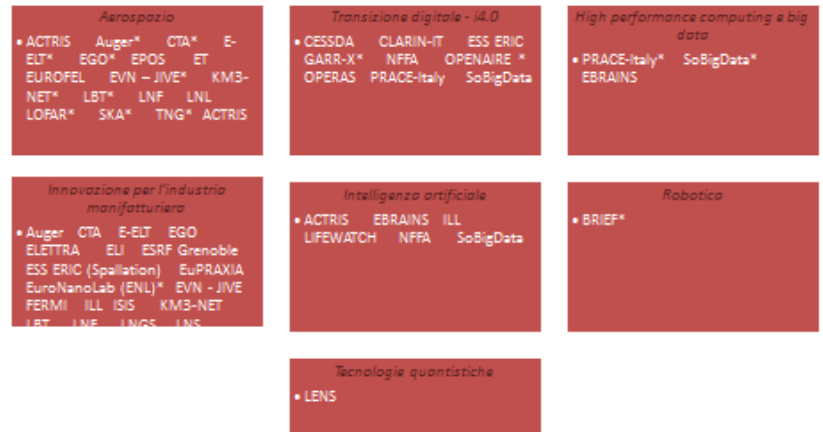 Aerospazio
• ACTRIS Auger* CTA* E-
ELT* EGO* EPOS ET
EUROFEL EVN – JIVE* KM3-
NET* LBT* LNF LNL
LOFAR* SKA* TNG* ACTRIS
Transizione digitale - i4.0
• CESSDA CLARIN-IT ESS ERIC
GARR-X* NFFA OPENAIRE *
OPERAS PRACE-Italy SoBigData
High performance computing e big
data
• PRACE-Italy* SoBigData*
EBRAINS
Innovazione per l'industria
manifatturiera
• Auger CTA E-ELT EGO
ELETTRA ELI ESRF Grenoble
ESS ERIC (Spallation) EuPRAXIA
EuroNanoLab (ENL)* EVN - JIVE
FERMI ILL ISIS KM3-NET
LBT LNF LNGS LNS
Intelligenza artificiale
• ACTRIS EBRAINS ILL
LIFEWATCH NFFA SoBigData
Robotica
• BRIEF*
Tecnologie quantistiche
• LENS